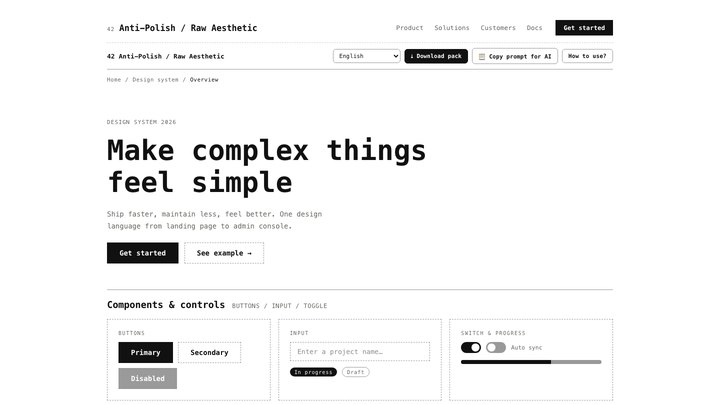 42 Anti-Polish / Raw Aesthetic
Product Solutions Customers Docs Get started
42 Anti-Polish / Raw Aesthetic
English ↓ Download pack 📋 Copy prompt for AI How to use?
Home / Design system / Overview
DESIGN SYSTEM 2026
Make complex things
feel simple
Ship faster, maintain less, feel better. One design
language from landing page to admin console.
Get started See example →
Components & controls BUTTONS / INPUT / TOGGLE
BUTTONS
Primary Secondary
Disabled
INPUT
Enter a project name…
In progress Draft
SWITCH & PROGRESS
Auto sync